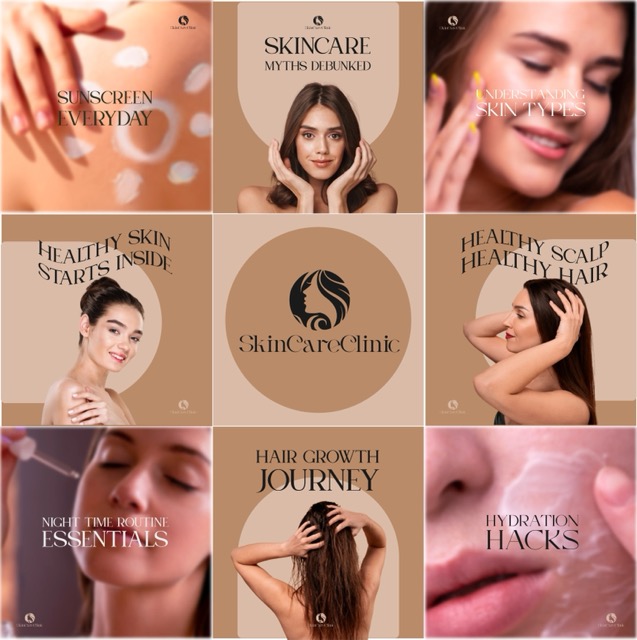 SUNSCREEN
EVERYDAY
SKINCARE
MYTHS DEBUNKED
UNDERSTANDING
SKIN TYPES
HEALTHY SKIN
STARTS INSIDE
SkinCareClinic
HEALTHY SCALP
HEALTHY HAIR
NIGHT TIME ROUTINE
ESSENTIALS
HAIR GROWTH
JOURNEY
HYDRATION
HACKS